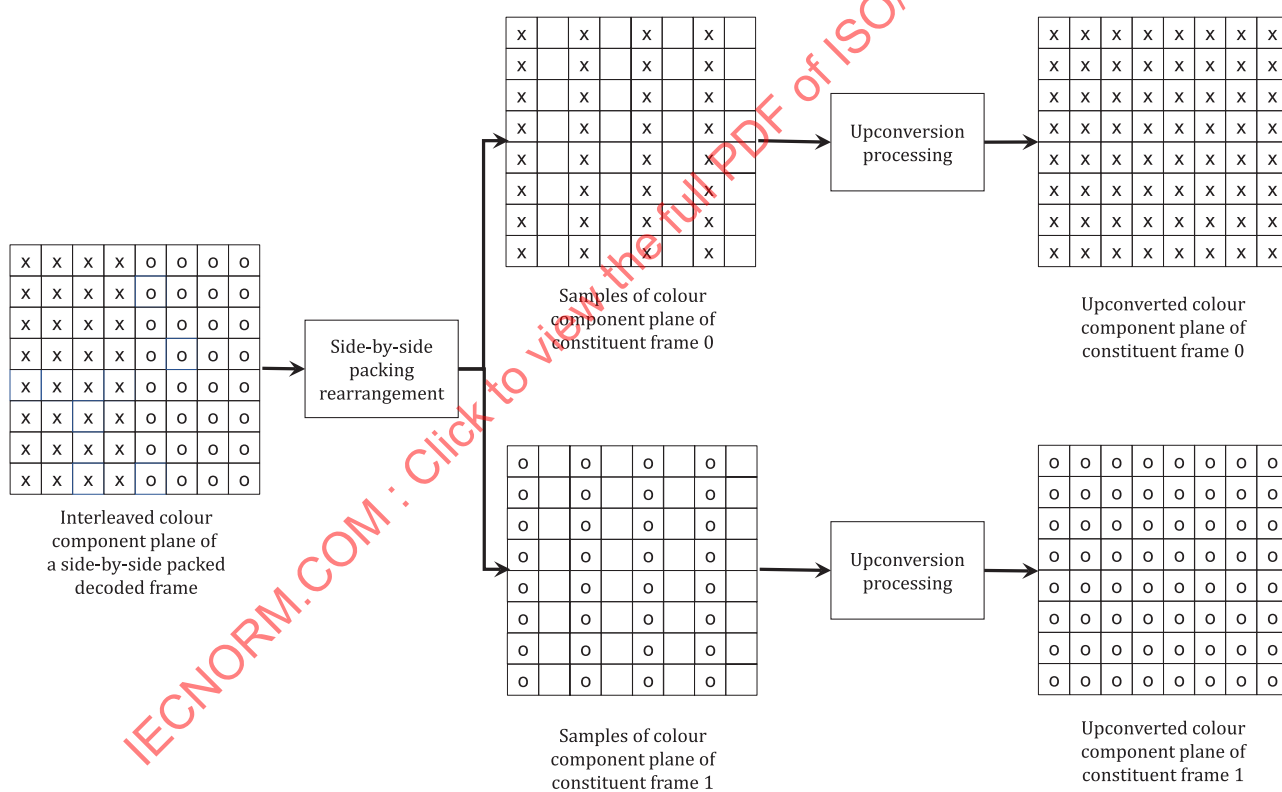 x x x x x x x x
x x x x x x x x
x x x x x x x x
x x x x x x x x
x x x x x x x x
x x x x x x x x
x x x x x x x x
x x x x x x x x
Upconverted colour
component plane of
constituent frame 0
Upconversion
processing
x x x x
x x x x
x x x x
x x x x
x x x x
x x x x
x x x x
x x x x
Samples of colour
component plane of
constituent frame 0
x x x x o o o o
x x x x o o o o
x x x x o o o o
x x x x o o o o
x x x x o o o o
x x x x o o o o
x x x x o o o o
x x x x o o o o
Interleaved colour
component plane of
a side-by-side packed
decoded frame
Side-by-side
packing
rearrangement
o o o o
o o o o
o o o o
o o o o
o o o o
o o o o
o o o o
o o o o
Samples of colour
component plane of
constituent frame 1
Upconversion
processing
o o o o o o o o
o o o o o o o o
o o o o o o o o
o o o o o o o o
o o o o o o o o
o o o o o o o o
o o o o o o o o
o o o o o o o o
Upconverted colour
component plane of
constituent frame 1
IECNORM.COM : Click to view the full PDF of ISO/